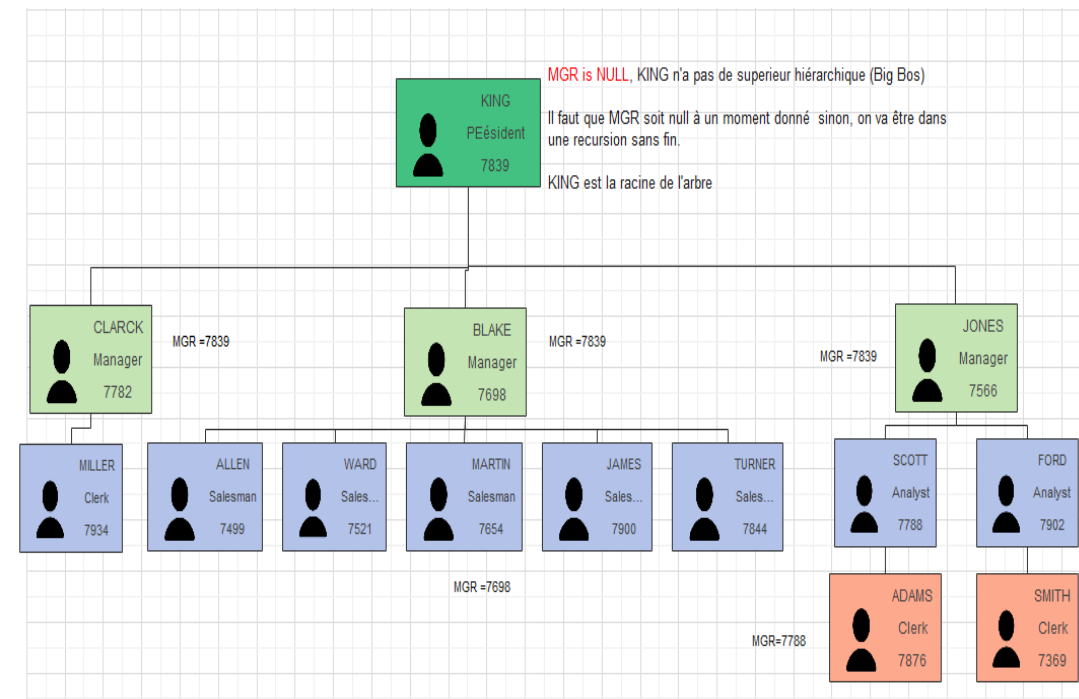 MGR is NULL, KING n'a pas de superieur hiérarchique (Big Bos)
Il faut que MGR soit null à un moment donné sinon, on va être dans
une recursion sans fin.
KING est la racine de l'arbre
KING
PEésident
7839
CLARCK
Manager
7782
MGR =7839
BLAKE
Manager
7698
MGR =7839
MGR =7839
JONES
Manager
7566
MILLER
Clerk
7934
ALLEN
Salesman
7499
WARD
Sales...
7521
MARTIN
Salesman
7654
JAMES
Sales...
7900
TURNER
Sales...
7844
SCOTT
Analyst
7788
FORD
Analyst
7902
MGR =7698
MGR=7788
ADAMS
Clerk
7876
SMITH
Clerk
7369